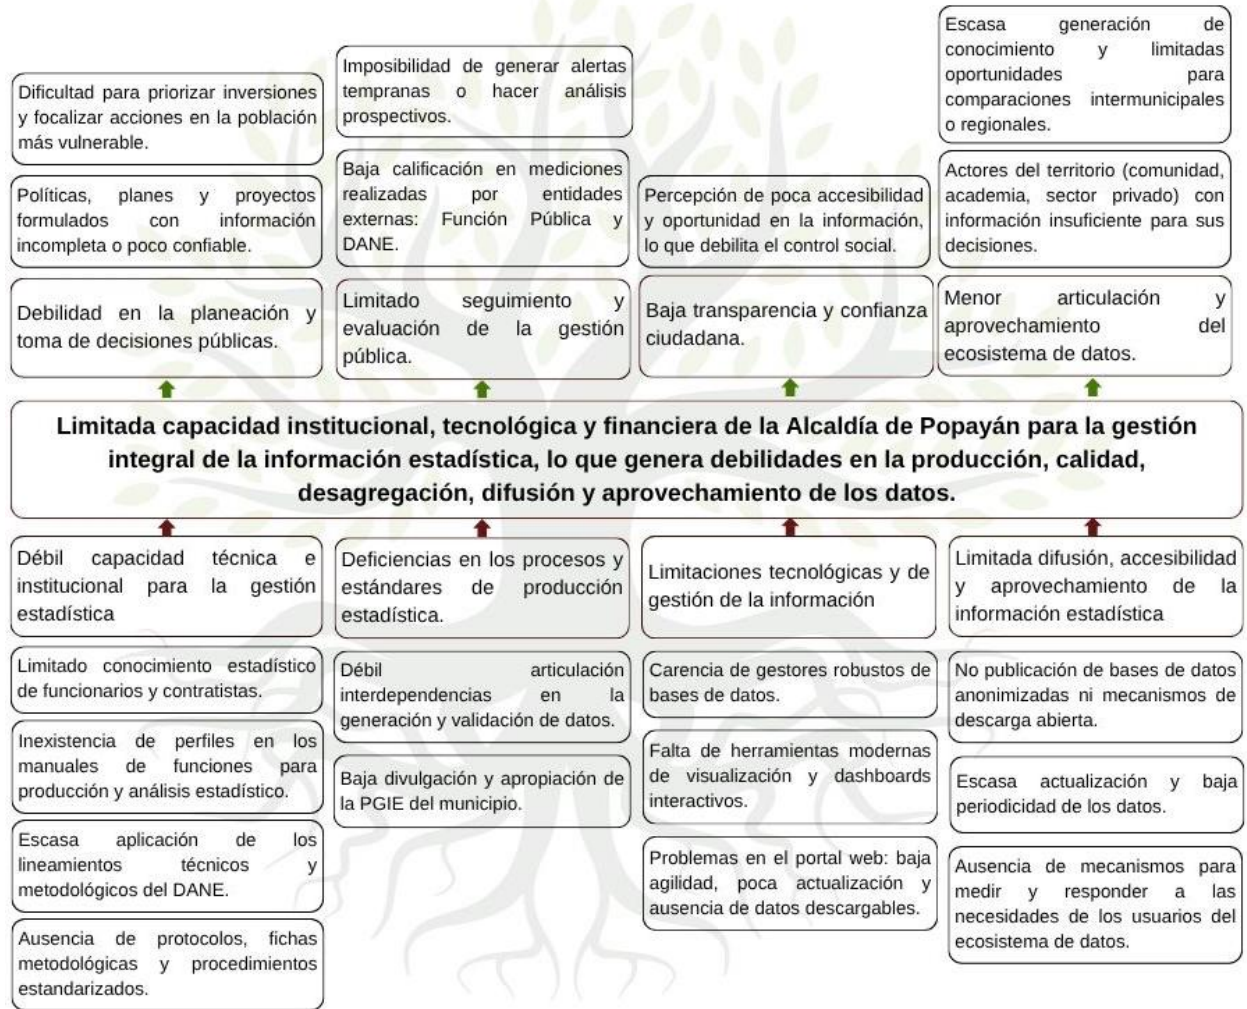 Dificultad para priorizar inversiones
y focalizar acciones en la población
más vulnerable.
Políticas, planes y proyectos
formulados con información
incompleta o poco confiable.
Debilidad en la planeación y
toma de decisiones públicas.
Imposibilidad de generar alertas
tempranas o hacer análisis
prospectivos.
Baja calificación en mediciones
realizadas por entidades
externas: Función Pública y
DANE.
Limitado seguimiento y
evaluación de la gestión
pública.
Percepción de poca accesibilidad
y oportunidad en la información,
lo que debilita el control social.
Baja transparencia y confianza
ciudadana.
Escasa generación de
conocimiento y limitadas
oportunidades para
comparaciones intermunicipales
o regionales.
Actores del territorio (comunidad,
academia, sector privado) con
información insuficiente para sus
decisiones.
Menor articulación y
aprovechamiento del
ecosistema de datos.
Limitada capacidad institucional, tecnológica y financiera de la Alcaldía de Popayán para la gestión
integral de la información estadística, lo que genera debilidades en la producción, calidad,
desagregación, difusión y aprovechamiento de los datos.
Débil capacidad técnica e
institucional para la gestión
estadística
Limitado conocimiento estadístico
de funcionarios y contratistas.
Inexistencia de perfiles en los
manuales de funciones para
producción y análisis estadístico.
Escasa aplicación de los
lineamientos técnicos y
metodológicos del DANE.
Ausencia de protocolos, fichas
metodológicas y procedimientos
estandarizados.
Deficiencias en los procesos y
estándares de producción
estadística.
Débil articulación
interdependencias en la
generación y validación de datos.
Baja divulgación y apropiación de
la PGIE del municipio.
Limitaciones tecnológicas y de
gestión de la información
Carencia de gestores robustos de
bases de datos.
Falta de herramientas modernas
de visualización y dashboards
interactivos.
Problemas en el portal web: baja
agilidad, poca actualización y
ausencia de datos descargables.
Limitada difusión, accesibilidad
y aprovechamiento de la
información estadística
No publicación de bases de datos
anonimizadas ni mecanismos de
descarga abierta.
Escasa actualización y baja
periodicidad de los datos.
Ausencia de mecanismos para
medir y responder a las
necesidades de los usuarios del
ecosistema de datos.